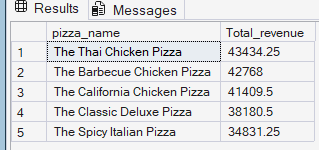 Results Messages
pizza_name Total_revenue
1 The Thai Chicken Pizza 43434.25
2 The Barbecue Chicken Pizza 42768
3 The California Chicken Pizza 41409.5
4 The Classic Deluxe Pizza 38180.5
5 The Spicy Italian Pizza 34831.25